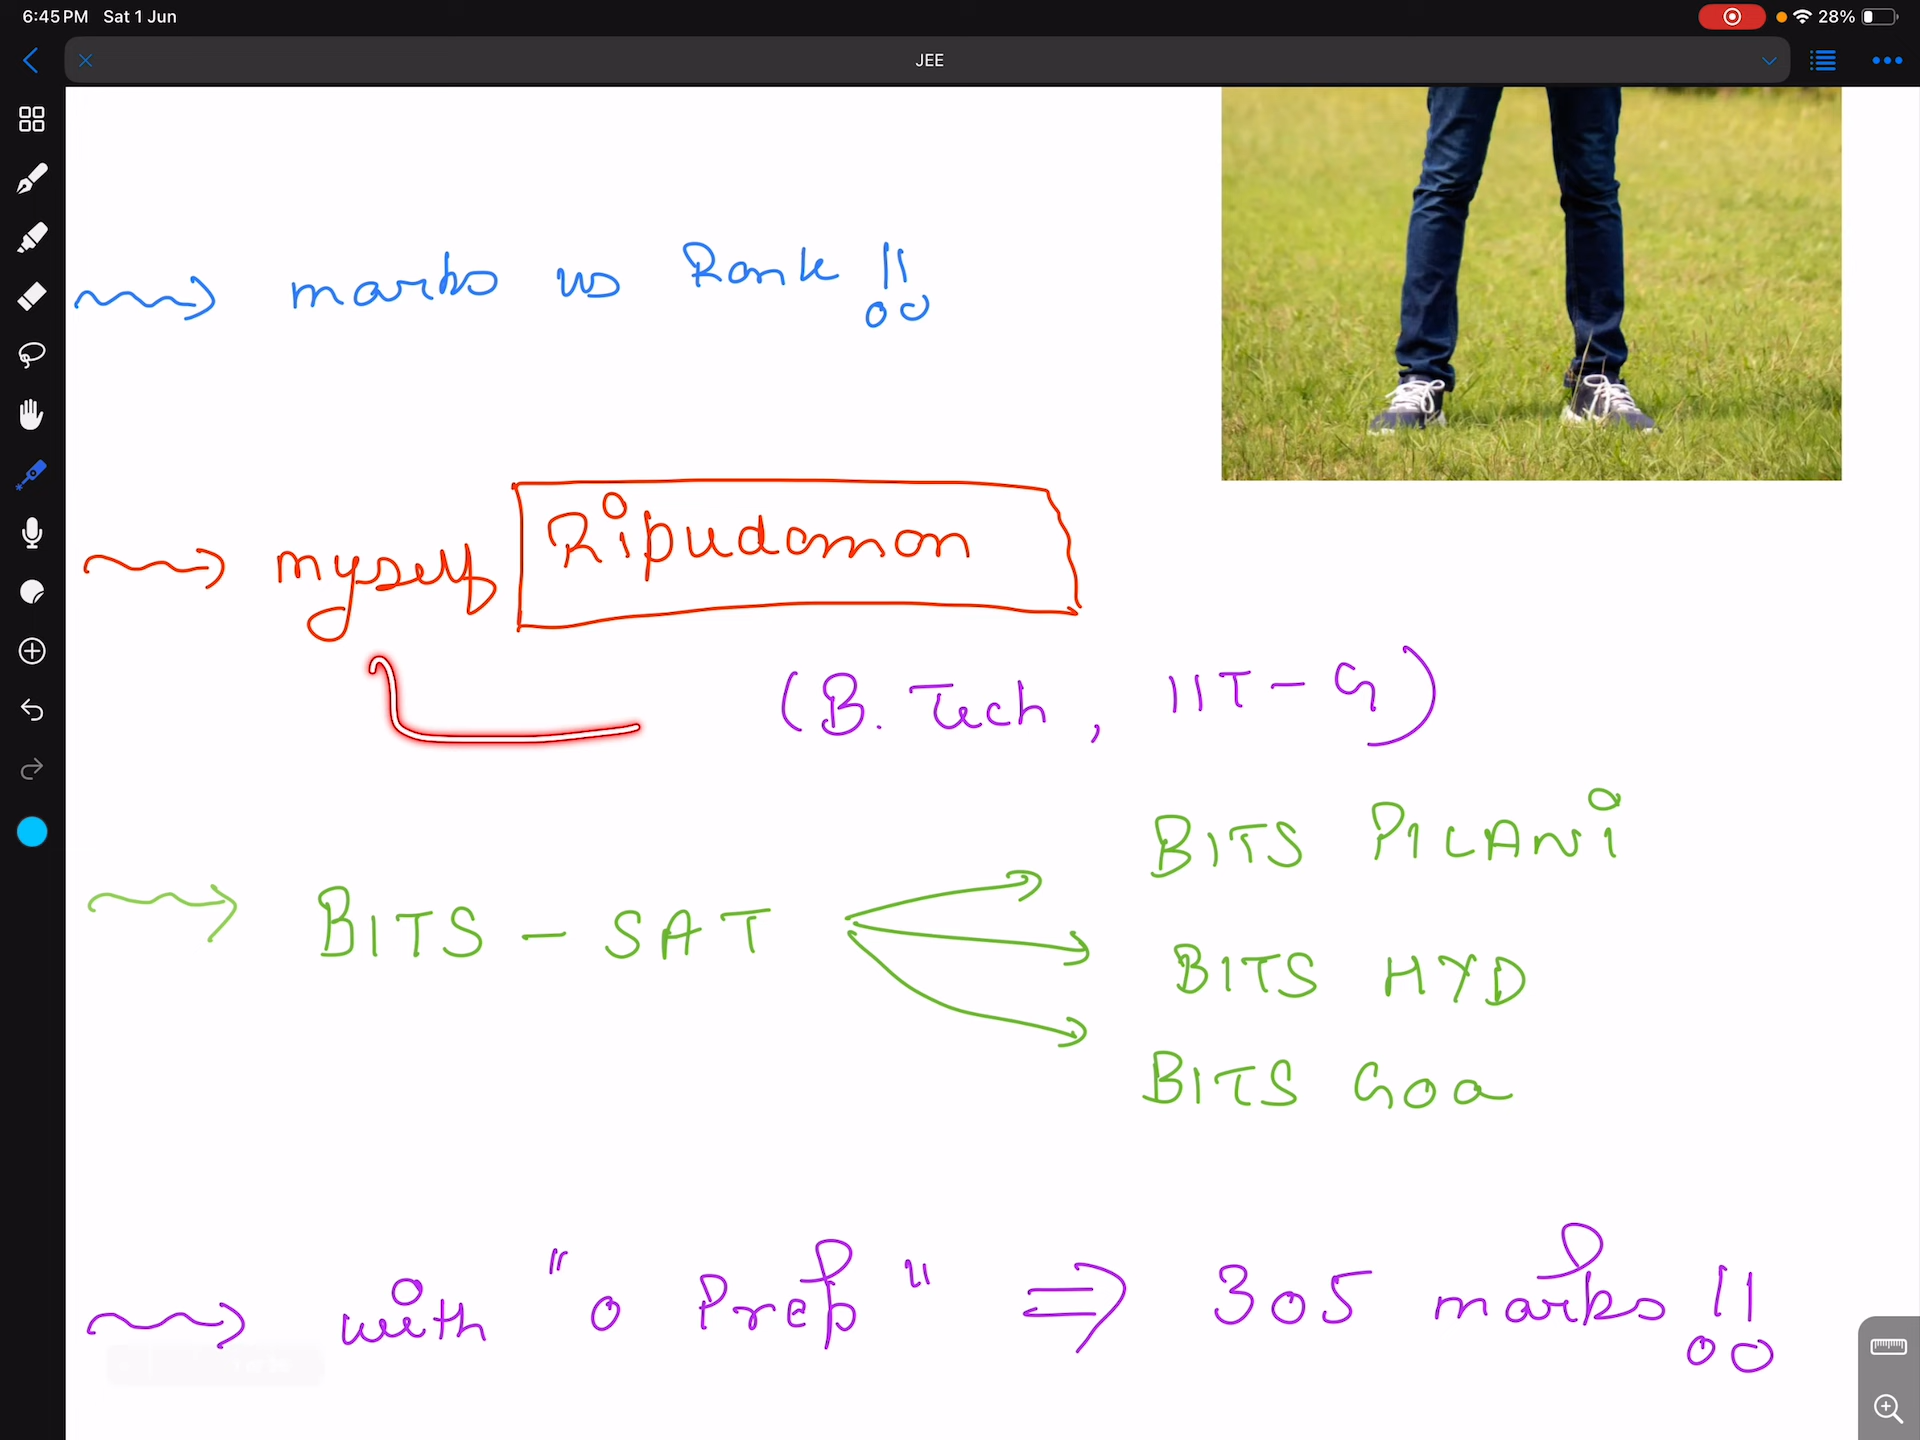 6:45 PM Sat 1 Jun
28%
JEE
marks vs Rank !!
myself Ripudaman
(B. Tech, IIT - G)
BITS - SAT
BITS PILANi
BITS HYD
BITS Goa
with "0 Prep" ⇒ 305 marks !!